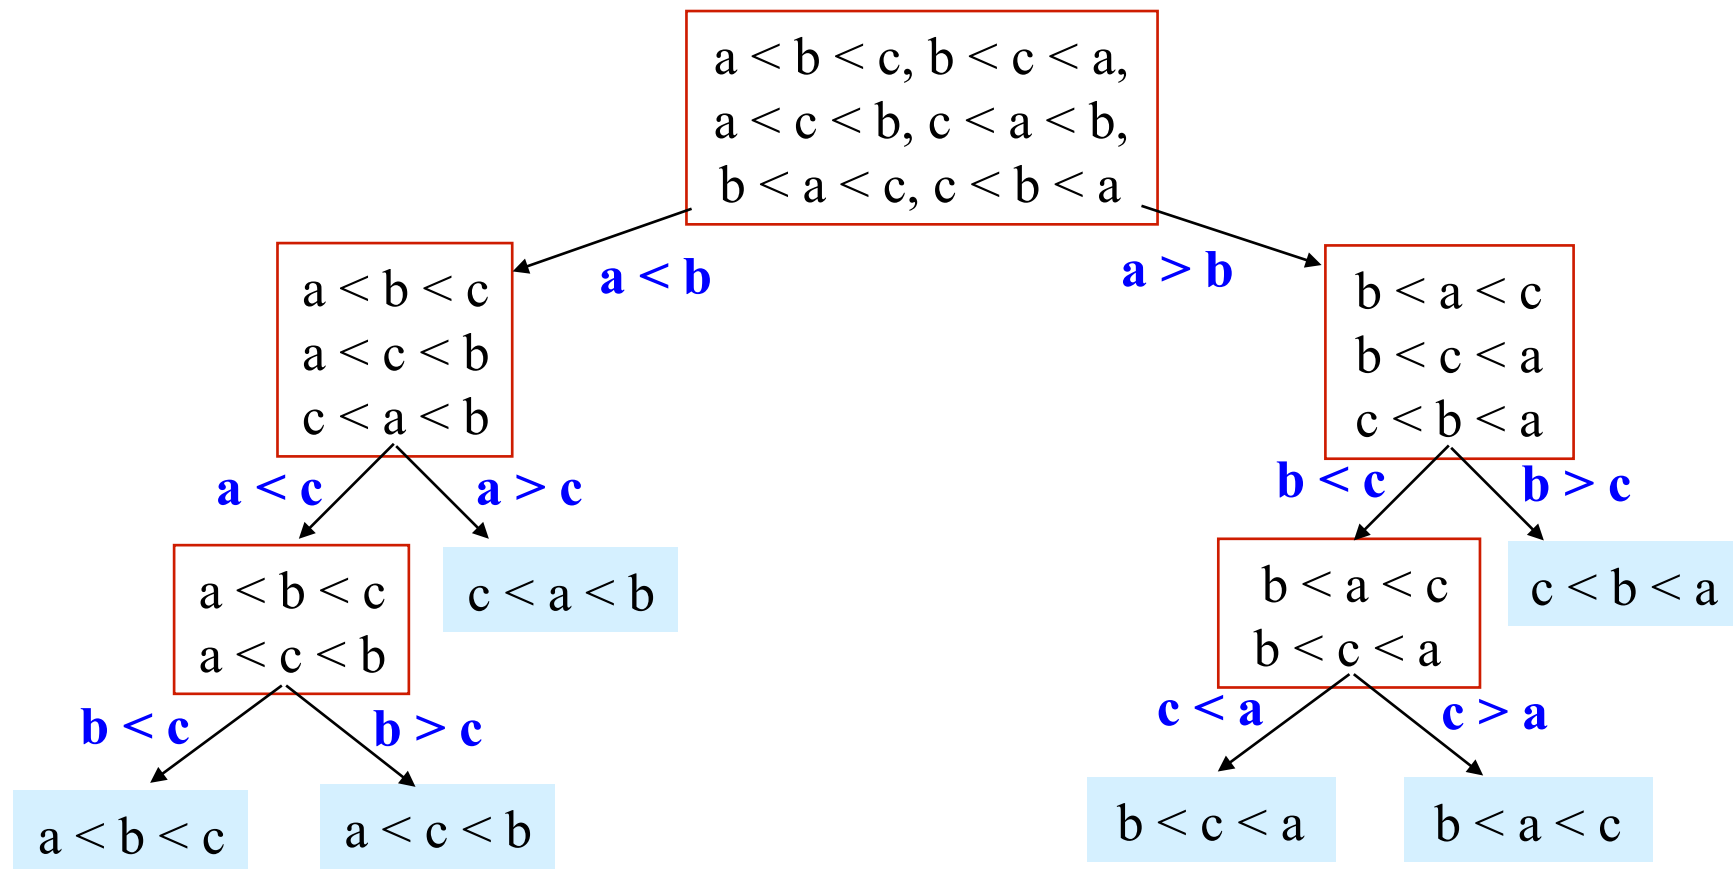 a < b < c, b < c < a,
a < c < b, c < a < b,
b < a < c, c < b < a
a < b
a > b
a < b < c
a < c < b
c < a < b
b < a < c
b < c < a
c < b < a
a < c
a > c
b < c
b > c
a < b < c
a < c < b
c < a < b
b < a < c
b < c < a
c < b < a
b < c
b > c
c < a
c > a
a < b < c
a < c < b
b < c < a
b < a < c